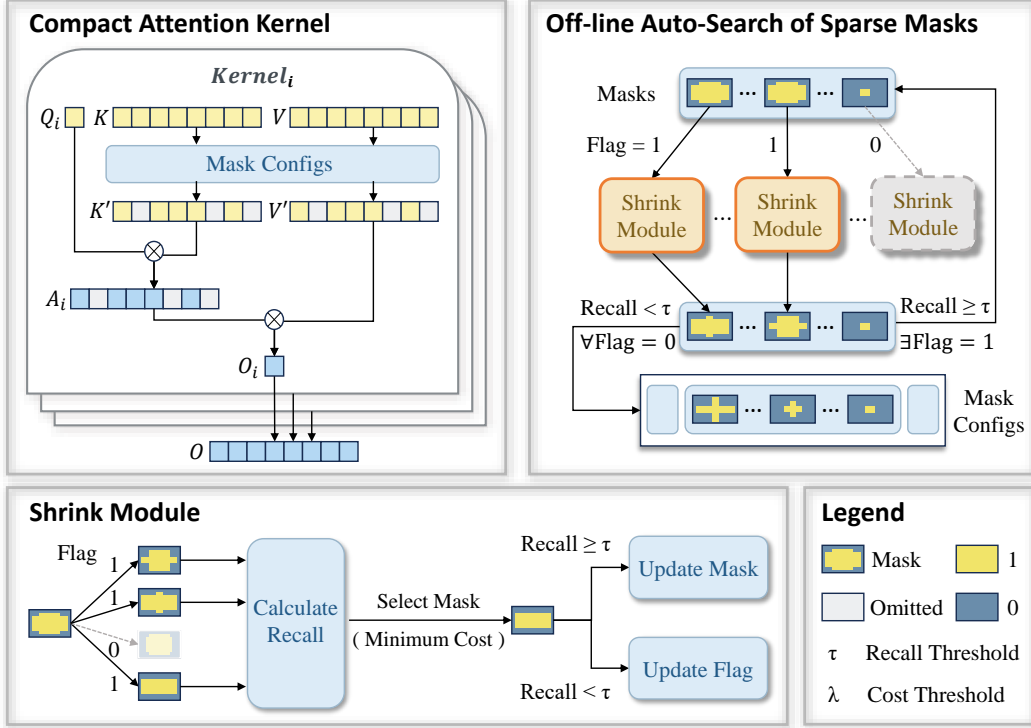 Compact Attention Kernel
Kernel_i
Q_i K V
Mask Configs
K′ V′
A_i
O_i
O
Off-line Auto-Search of Sparse Masks
Masks ... ...
Flag = 1 1 0
Shrink
Module
...
Shrink
Module
...
Shrink
Module
Recall < τ
∀Flag = 0
... ...
Recall ≥ τ
∃Flag = 1
... ...
Mask
Configs
Shrink Module
Flag
1
1
0
1
Calculate
Recall
Select Mask
( Minimum Cost )
Recall ≥ τ
Update Mask
Update Flag
Recall < τ
Legend
Mask 1
Omitted 0
τ Recall Threshold
λ Cost Threshold